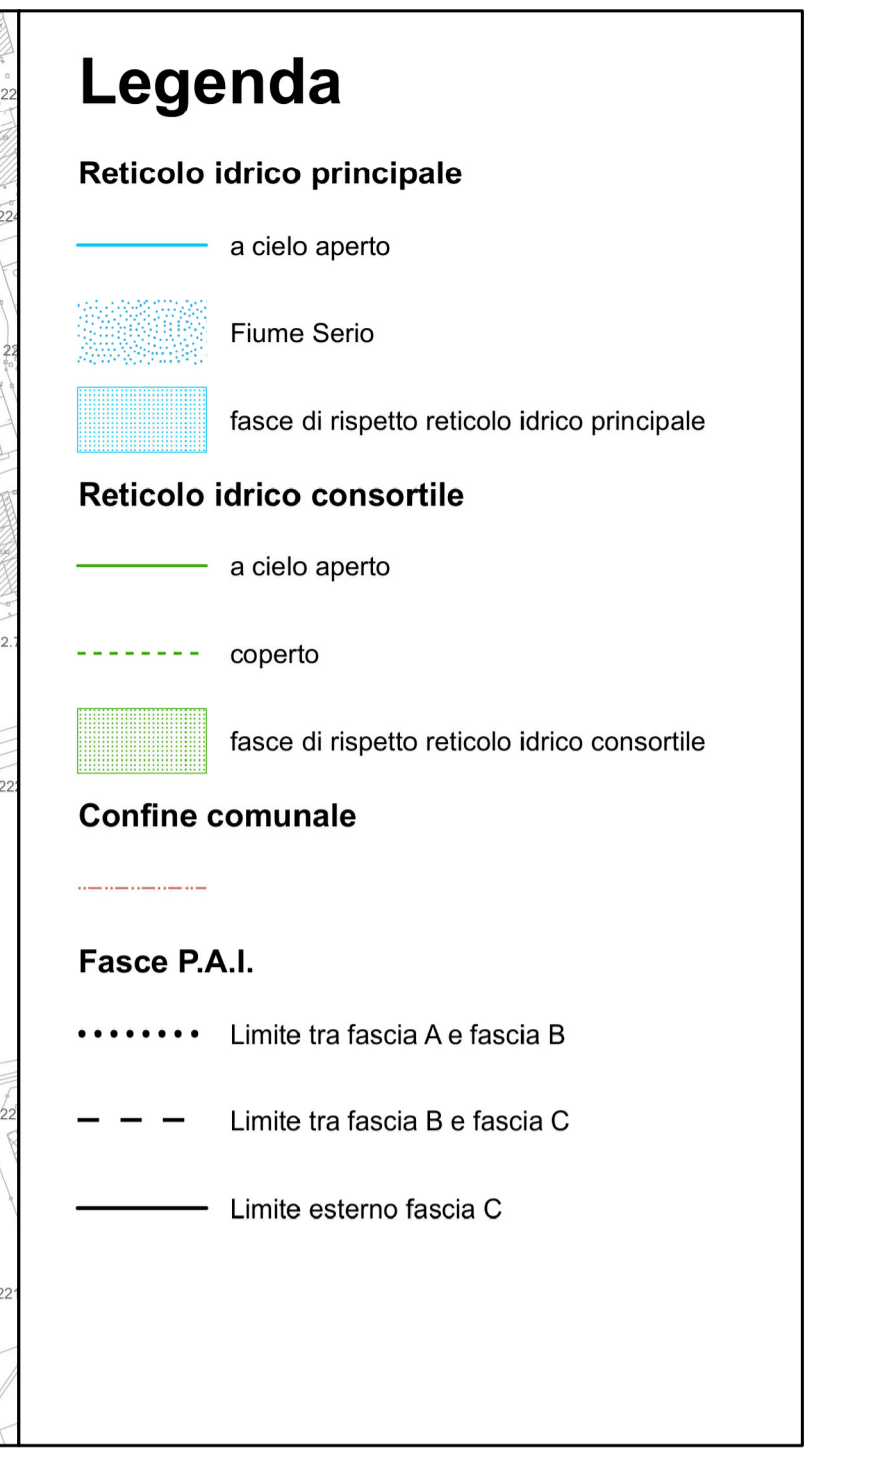 Legenda
Reticolo idrico principale
a cielo aperto
Fiume Serio
fasce di rispetto reticolo idrico principale
Reticolo idrico consortile
a cielo aperto
coperto
fasce di rispetto reticolo idrico consortile
Confine comunale
Fasce P.A.I.
Limite tra fascia A e fascia B
Limite tra fascia B e fascia C
Limite esterno fascia C